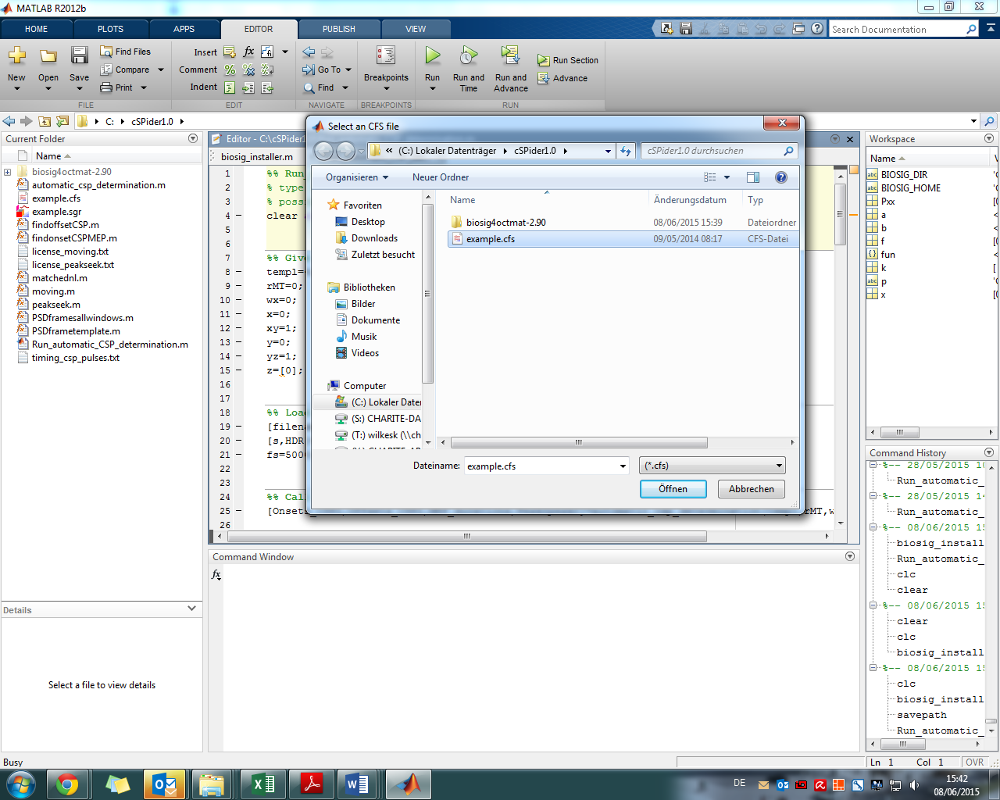 MATLAB R2012b
HOME
PLOTS
APPS
EDITOR
PUBLISH
VIEW
Search Documentation
New
Open
Save
Find Files
Compare
Print
Insert
Comment
Indent
fx
Go To
Find
Breakpoints
Run
Run and Time
Run and Advance
Run Section
Advance
FILE
EDIT
NAVIGATE
BREAKPOINTS
RUN
C:
cSPider1.0
Current Folder
Name
biosig4octmat-2.90
automatic_csp_determination.m
example.cfs
example.sgr
findoffsetCSP.m
findonsetCSPMEP.m
license_moving.txt
license_peakseek.txt
matchednl.m
moving.m
peakseek.m
PSDframesallwindows.m
PSDframetemplate.m
Run_automatic_CSP_determination.m
timing_csp_pulses.txt
Details
Select a file to view details
Editor - C:\cSPider1
biosig_installer.m
1 %% Run
2 % type
3 % poss
4 clear
5
6
7 %% Give
8 templ=
9 rMT=0;
10 wx=0;
11 x=0;
12 xy=1;
13 y=0;
14 yz=1;
15 z=[0];
16
17
18 %% Load
19 [filen
20 [s,HDR
21 fs=5000
22
23
24 %% Call
25 rMT,w
26
Select an CFS file
« (C:) Lokaler Datenträger
cSPider1.0
cSPider1.0 durchsuchen
Organisieren
Neuer Ordner
Favoriten
Desktop
Downloads
Zuletzt besucht
Bibliotheken
Bilder
Dokumente
Musik
Videos
Computer
(C:) Lokaler Daten
(S:) CHARITE-DA
(T:) wilkesk (\\ch
Name
Änderungsdatum
Typ
biosig4octmat-2.90 08/06/2015 15:39 Dateiordner
example.cfs 09/05/2014 08:17 CFS-Datei
Dateiname:
example.cfs
(*.cfs)
Öffnen
Abbrechen
Command Window
fx
Workspace
Name
BIOSIG_DIR
BIOSIG_HOME
Pxx
a
b
f
fun
k
p
x
Command History
%-- 28/05/2015 10
Run_automatic_
%-- 28/05/2015 14
Run_automatic_
%-- 08/06/2015 15
biosig_install
Run_automatic_
clc
clear
%-- 08/06/2015 15
clear
clc
biosig_install
%-- 08/06/2015 15
clc
biosig_install
savepath
Run_automatic_
Busy
Ln 1 Col 1 OVR
DE
15:42
08/06/2015